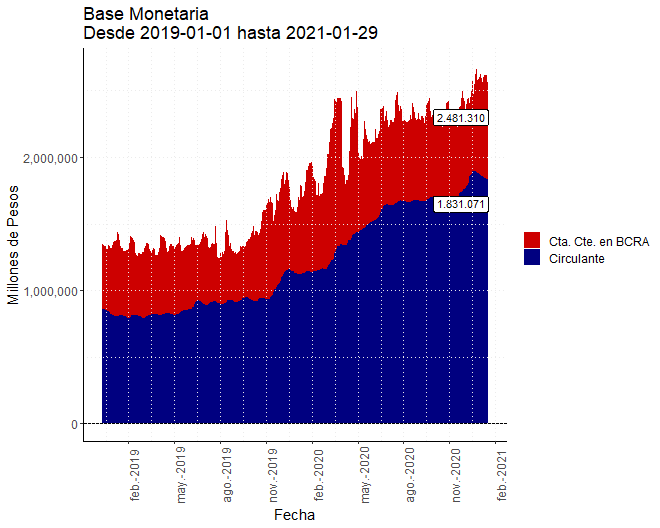 Base Monetaria
Desde 2019-01-01 hasta 2021-01-29
Millones de Pesos
2,000,000
1,000,000
0
2.481.310
1.831.071
Cta. Cte. en BCRA
Circulante
feb.-2019
may.-2019
ago.-2019
nov.-2019
feb.-2020
may.-2020
ago.-2020
nov.-2020
feb.-2021
Fecha